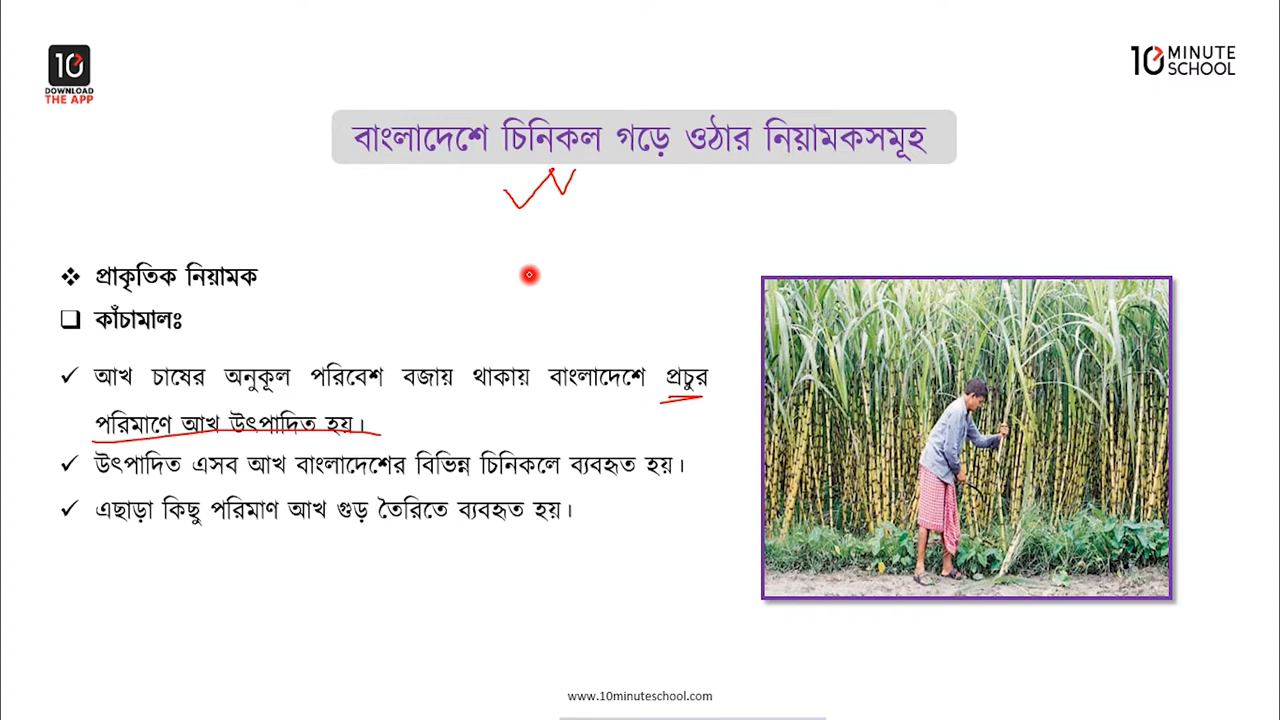 10
DOWNLOAD
THE APP
10 MINUTE
SCHOOL
বাংলাদেশে চিনিকল গড়ে ওঠার নিয়ামকসমূহ
প্রাকৃতিক নিয়ামক
কাঁচামালঃ
আখ চাষের অনুকূল পরিবেশ বজায় থাকায় বাংলাদেশে প্রচুর
পরিমাণে আখ উৎপাদিত হয়।
উৎপাদিত এসব আখ বাংলাদেশের বিভিন্ন চিনিকলে ব্যবহৃত হয়।
এছাড়া কিছু পরিমাণ আখ গুড় তৈরিতে ব্যবহৃত হয়।
www.10minuteschool.com